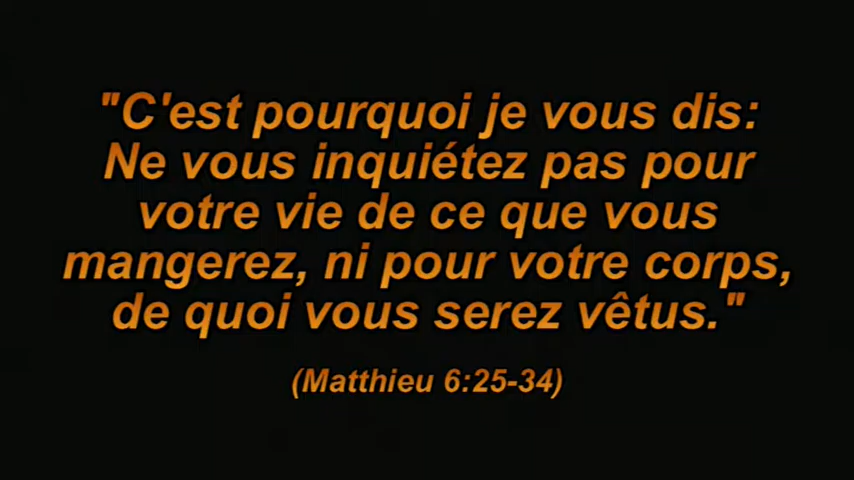 "C'est pourquoi je vous dis:
Ne vous inquiétez pas pour
votre vie de ce que vous
mangerez, ni pour votre corps,
de quoi vous serez vêtus."
(Matthieu 6:25-34)